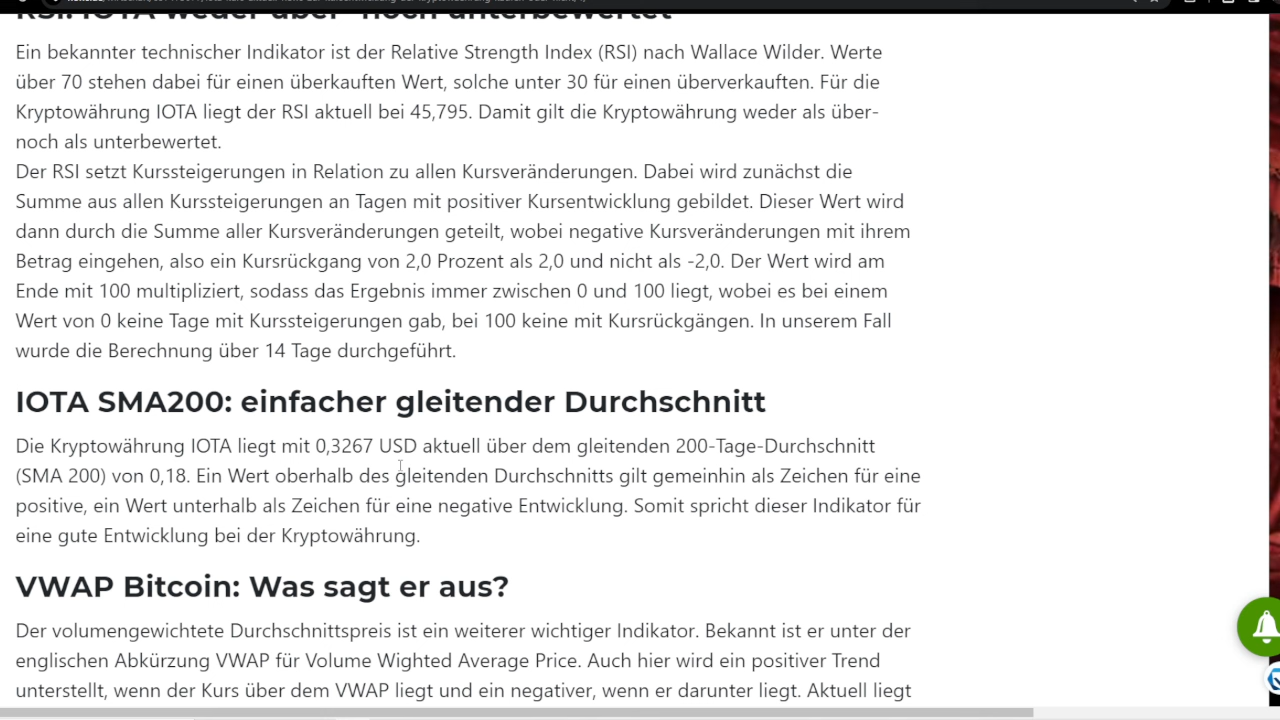 RSI: IOTA weder über- noch unterbewertet
Ein bekannter technischer Indikator ist der Relative Strength Index (RSI) nach Wallace Wilder. Werte
über 70 stehen dabei für einen überkauften Wert, solche unter 30 für einen überverkauften. Für die
Kryptowährung IOTA liegt der RSI aktuell bei 45,795. Damit gilt die Kryptowährung weder als über-
noch als unterbewertet.
Der RSI setzt Kurssteigerungen in Relation zu allen Kursveränderungen. Dabei wird zunächst die
Summe aus allen Kurssteigerungen an Tagen mit positiver Kursentwicklung gebildet. Dieser Wert wird
dann durch die Summe aller Kursveränderungen geteilt, wobei negative Kursveränderungen mit ihrem
Betrag eingehen, also ein Kursrückgang von 2,0 Prozent als 2,0 und nicht als -2,0. Der Wert wird am
Ende mit 100 multipliziert, sodass das Ergebnis immer zwischen 0 und 100 liegt, wobei es bei einem
Wert von 0 keine Tage mit Kurssteigerungen gab, bei 100 keine mit Kursrückgängen. In unserem Fall
wurde die Berechnung über 14 Tage durchgeführt.
IOTA SMA200: einfacher gleitender Durchschnitt
Die Kryptowährung IOTA liegt mit 0,3267 USD aktuell über dem gleitenden 200-Tage-Durchschnitt
(SMA 200) von 0,18. Ein Wert oberhalb des gleitenden Durchschnitts gilt gemeinhin als Zeichen für eine
positive, ein Wert unterhalb als Zeichen für eine negative Entwicklung. Somit spricht dieser Indikator für
eine gute Entwicklung bei der Kryptowährung.
VWAP Bitcoin: Was sagt er aus?
Der volumengewichtete Durchschnittspreis ist ein weiterer wichtiger Indikator. Bekannt ist er unter der
englischen Abkürzung VWAP für Volume Wighted Average Price. Auch hier wird ein positiver Trend
unterstellt, wenn der Kurs über dem VWAP liegt und ein negativer, wenn er darunter liegt. Aktuell liegt